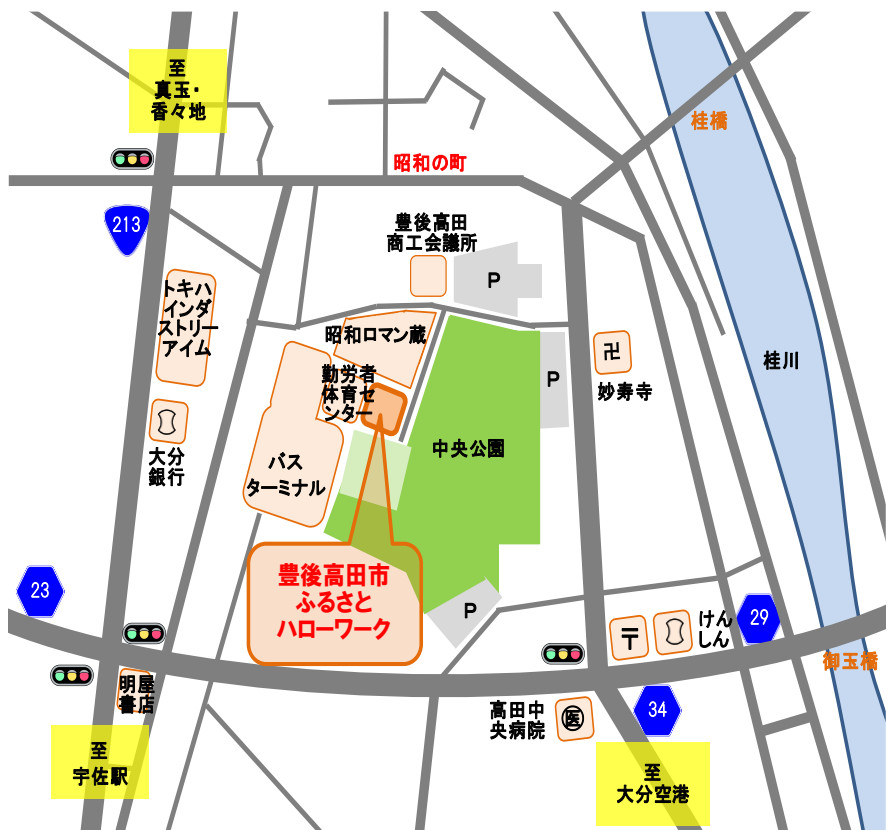 至
真玉・
香々地
桂橋
昭和の町
213
豊後高田
商工会議所
P
トキハ
インダ
ストリー
アイム
昭和ロマン蔵
卍
桂川
勤労者
体育セ
ンター
P
妙寿寺
大分
銀行
中央公園
バス
ターミナル
豊後高田市
ふるさと
ハローワーク
23
P
〒
けん
しん
29
御玉橋
明屋
書店
高田中
央病院
医
34
至
宇佐駅
至
大分空港